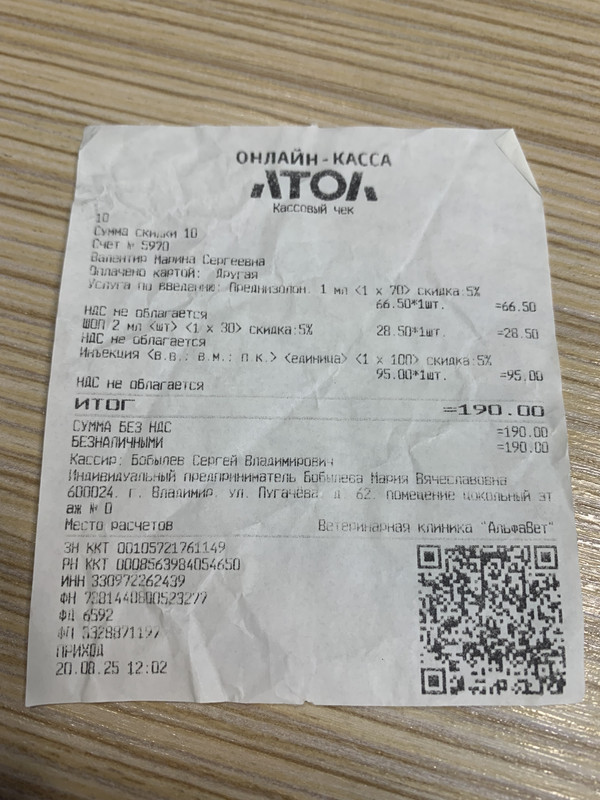 ОНЛАЙН-КАССА
АТОЛ
Кассовый чек
10
Сумма скидки 10
Счет № 5970
Валентир Марина Сергеевна
Оплачено картой: Другая
Услуга по введению: Преднизолон. 1 мл <1 x 70> скидка:5%
66.50*1шт. =66.50
НДС не облагается
ШОП 2 мл <шт> <1 x 30> скидка:5% 28.50*1шт. =28.50
НДС не облагается
Инъекция <в.в.; в.м.; п.к.> <единица> <1 x 100> скидка:5%
95.00*1шт. =95.00
НДС не облагается
ИТОГ =190.00
СУММА БЕЗ НДС =190.00
БЕЗНАЛИЧНЫМИ =190.00
Кассир: Бобылев Сергей Владимирович
Индивидуальный предприниматель Бобылева Мария Вячеславовна
600024. г. Владимир. ул. Пугачева. д. 62. помещение цокольный эт
аж № 0
Место расчетов Ветеринарная клиника "АльфаВет"
ЗН ККТ 00105721761149
РН ККТ 0008563984054650
ИНН 330972262439
ФН
ФД 6592
ФП 3328871197
ПРИХОД
20.08.25 12:02